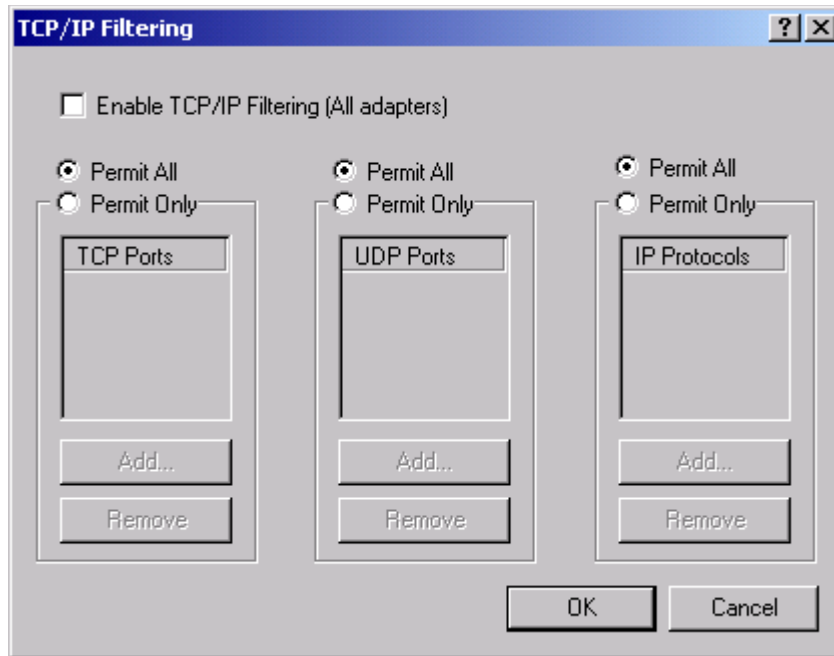 TCP/IP Filtering
Enable TCP/IP Filtering (All adapters)
Permit All
Permit Only
TCP Ports
Add...
Remove
Permit All
Permit Only
UDP Ports
Add...
Remove
Permit All
Permit Only
IP Protocols
Add...
Remove
OK
Cancel